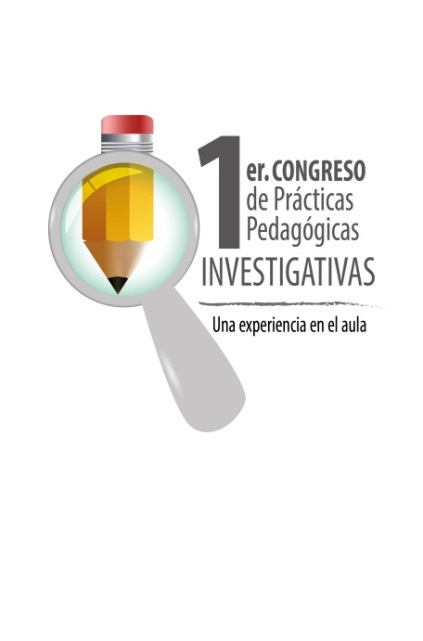 1er. CONGRESO
de Prácticas
Pedagógicas
INVESTIGATIVAS
Una experiencia en el aula